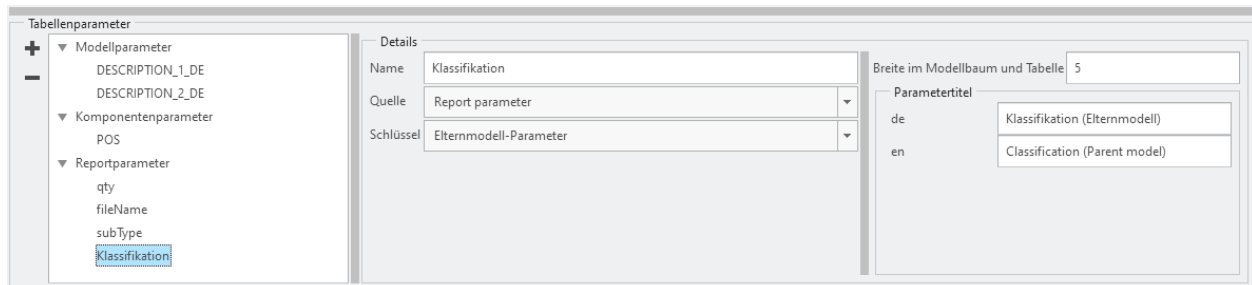 Tabellenparameter
Modellparameter
DESCRIPTION_1_DE
DESCRIPTION_2_DE
Komponentenparameter
POS
Reportparameter
qty
fileName
subType
Klassifikation
Details
Name Klassifikation
Quelle Report parameter
Schlüssel Elternmodell-Parameter
Breite im Modellbaum und Tabelle 5
Parametertitel
de Klassifikation (Elternmodell)
en Classification (Parent model)